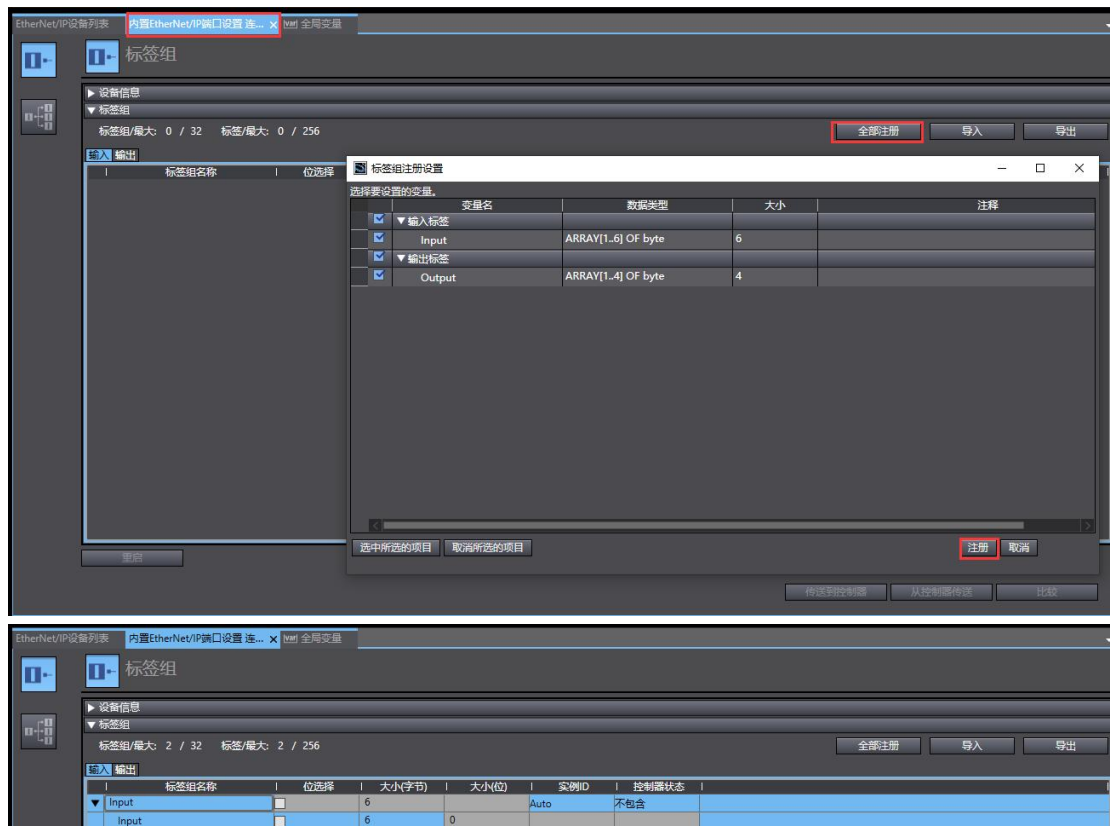 EtherNet/IP设备列表 内置EtherNet/IP端口设置 连... × var 全局变量
标签组
▶ 设备信息
▼ 标签组
标签组/最大: 0 / 32 标签/最大: 0 / 256 全部注册 导入 导出
输入 输出
标签组名称 位选择
标签组注册设置
选择要设置的变量。
变量名 数据类型 大小 注释
▼ 输入标签
Input ARRAY[1..6] OF byte 6
▼ 输出标签
Output ARRAY[1..4] OF byte 4
选中所选的项目 取消所选的项目 注册 取消
重启
传送到控制器 从控制器传送 比较
EtherNet/IP设备列表 内置EtherNet/IP端口设置 连... × var 全局变量
标签组
▶ 设备信息
▼ 标签组
标签组/最大: 2 / 32 标签/最大: 2 / 256 全部注册 导入 导出
输入 输出
标签组名称 位选择 大小(字节) 大小(位) 实例ID 控制器状态
▼ Input 6 Auto 不包含
Input 6 0